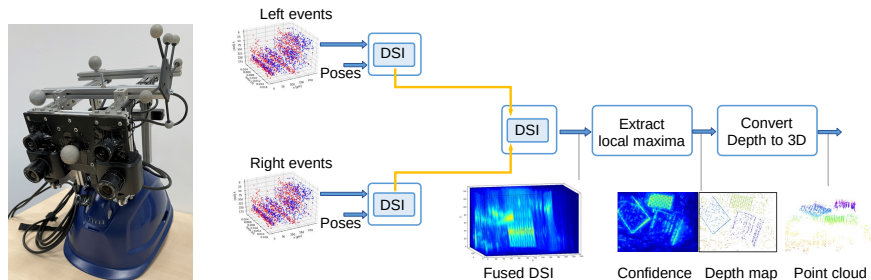 Left events
Poses
DSI
Right events
Poses
DSI
DSI
Extract
local maxima
Convert
Depth to 3D
Fused DSI
Confidence
Depth map
Point cloud